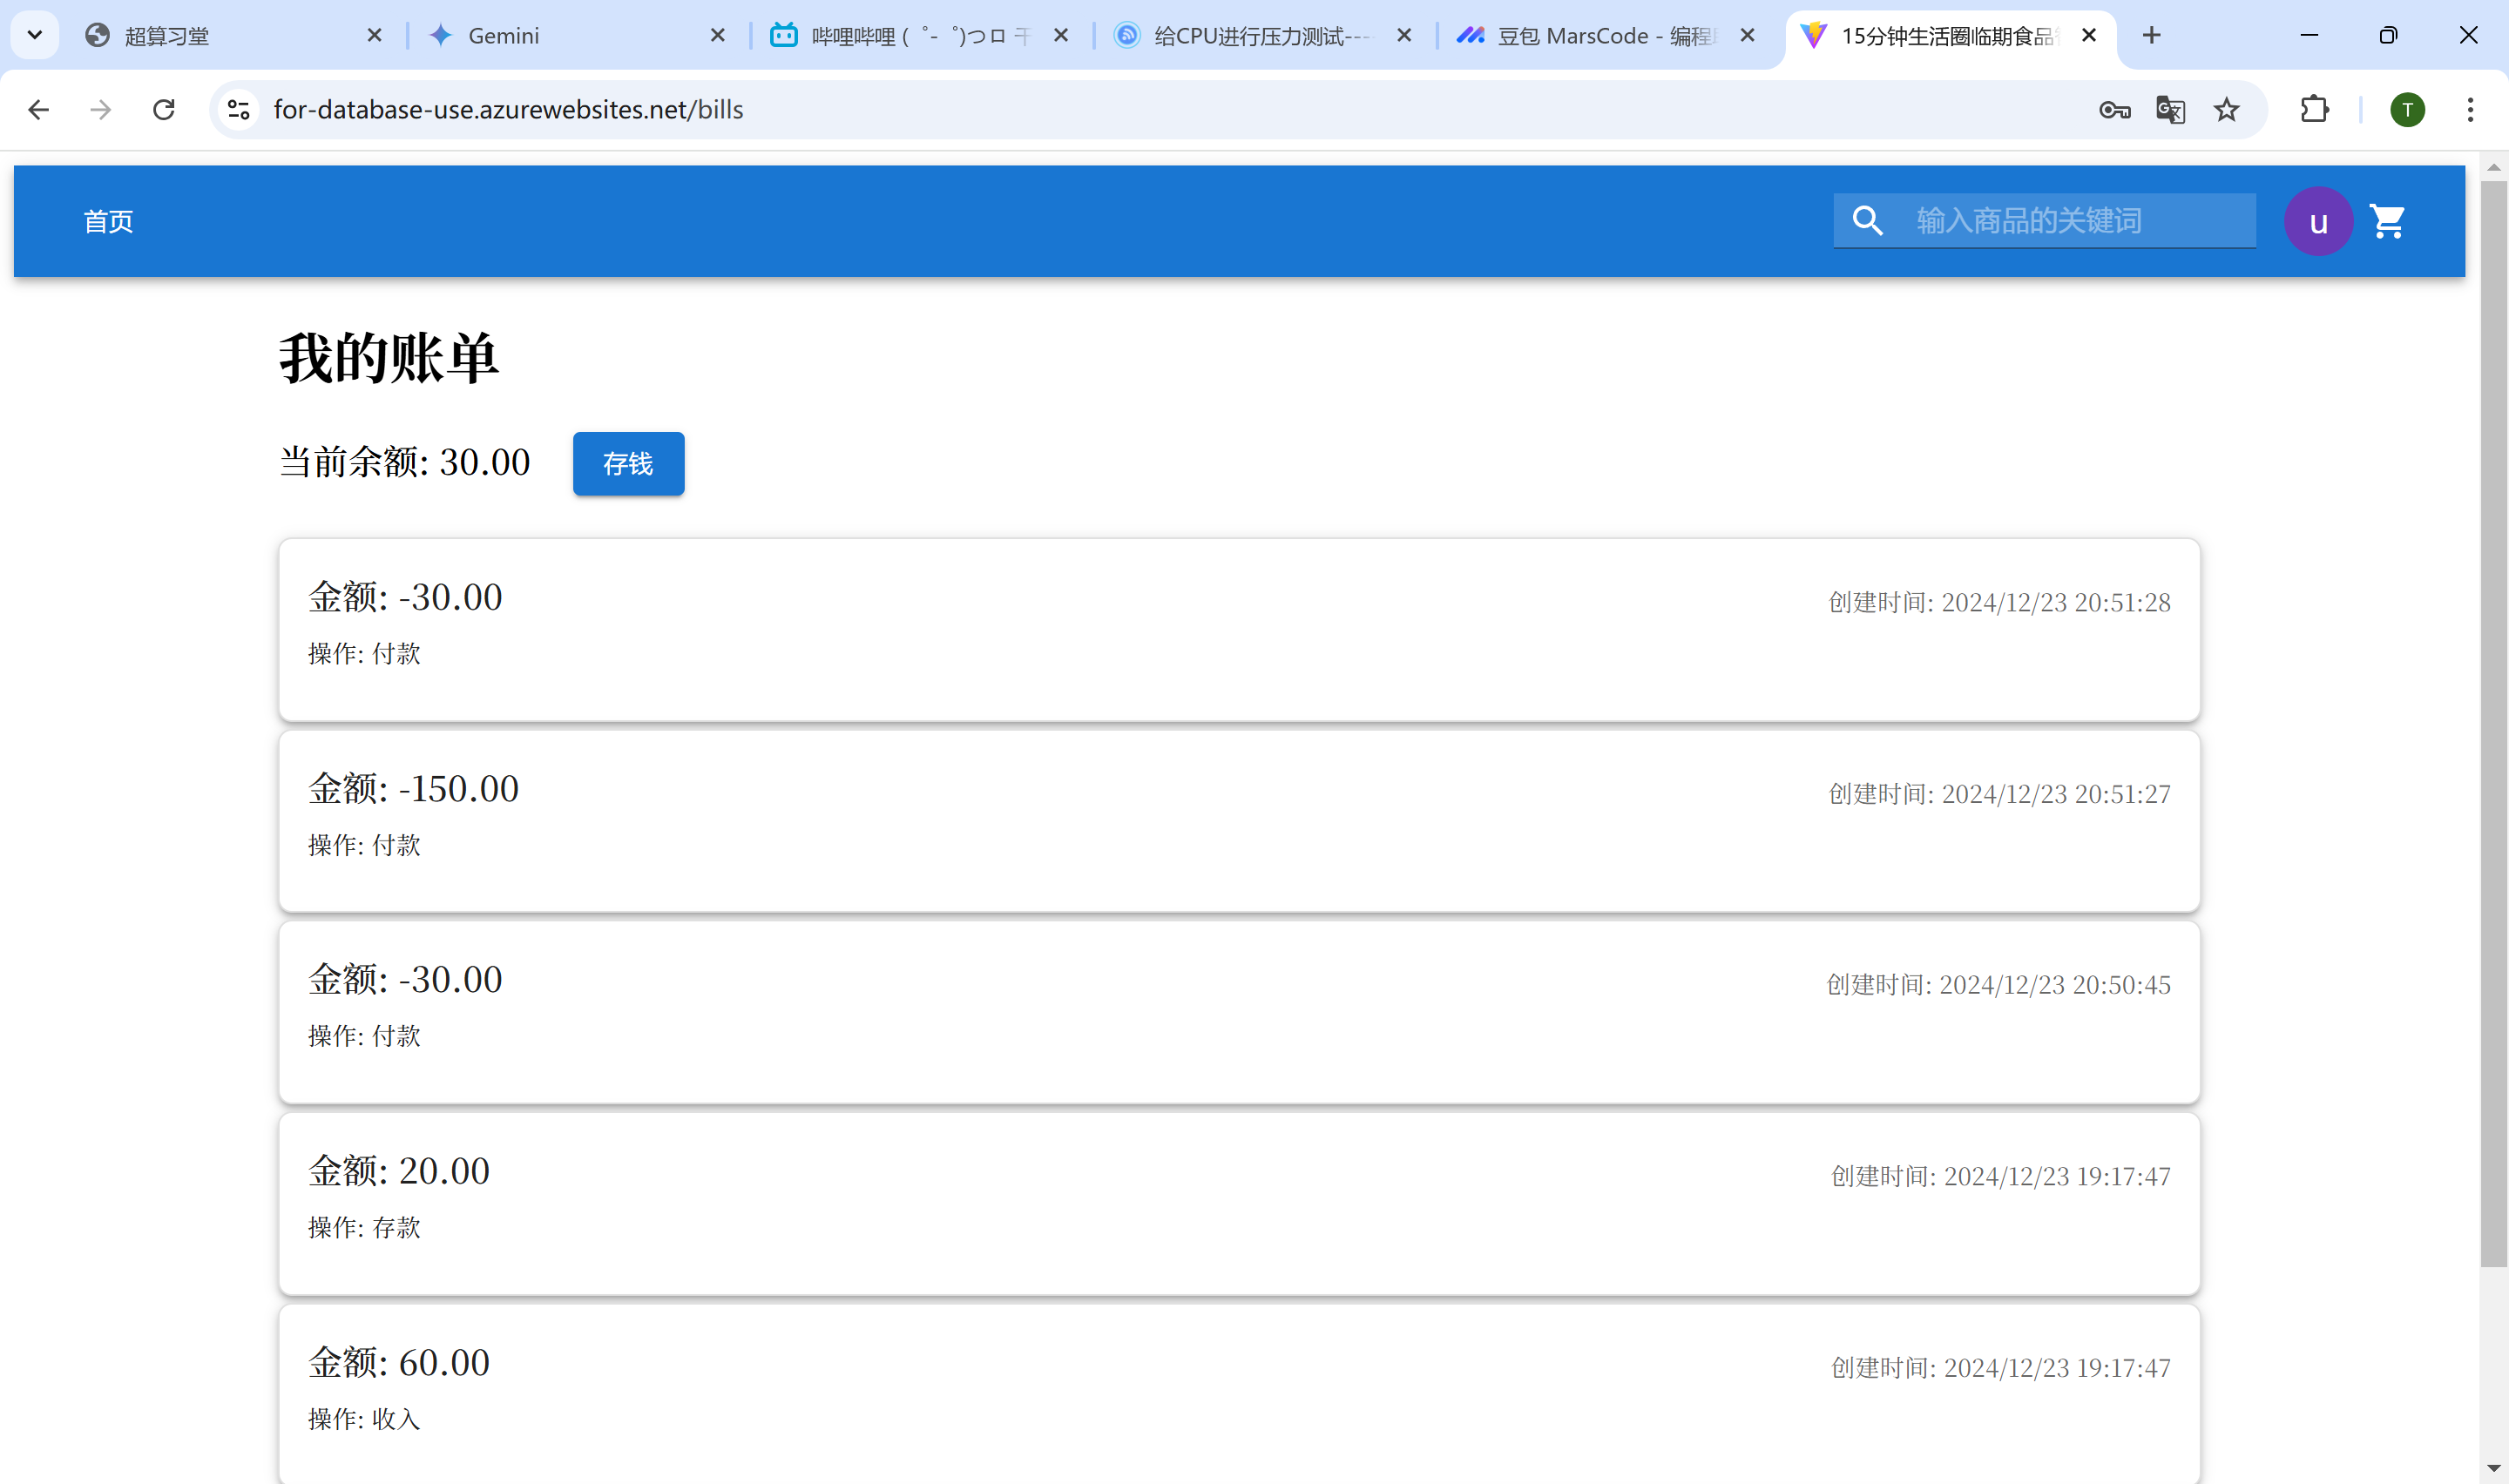 超算习堂
Gemini
哔哩哔哩 (゜-゜)つロ 干
给CPU进行压力测试----
豆包 MarsCode - 编程
15分钟生活圈临期食品
for-database-use.azurewebsites.net/bills
T
首页
输入商品的关键词
u
我的账单
当前余额: 30.00
存钱
金额: -30.00
创建时间: 2024/12/23 20:51:28
操作: 付款
金额: -150.00
创建时间: 2024/12/23 20:51:27
操作: 付款
金额: -30.00
创建时间: 2024/12/23 20:50:45
操作: 付款
金额: 20.00
创建时间: 2024/12/23 19:17:47
操作: 存款
金额: 60.00
创建时间: 2024/12/23 19:17:47
操作: 收入